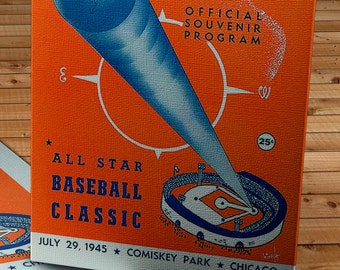 OFFICIAL
SOUVENIR
PROGRAM
E
W
25¢
★ ALL STAR
BASEBALL
CLASSIC
JULY 29, 1945 ★ COMISKEY PARK ★ CHICAGO